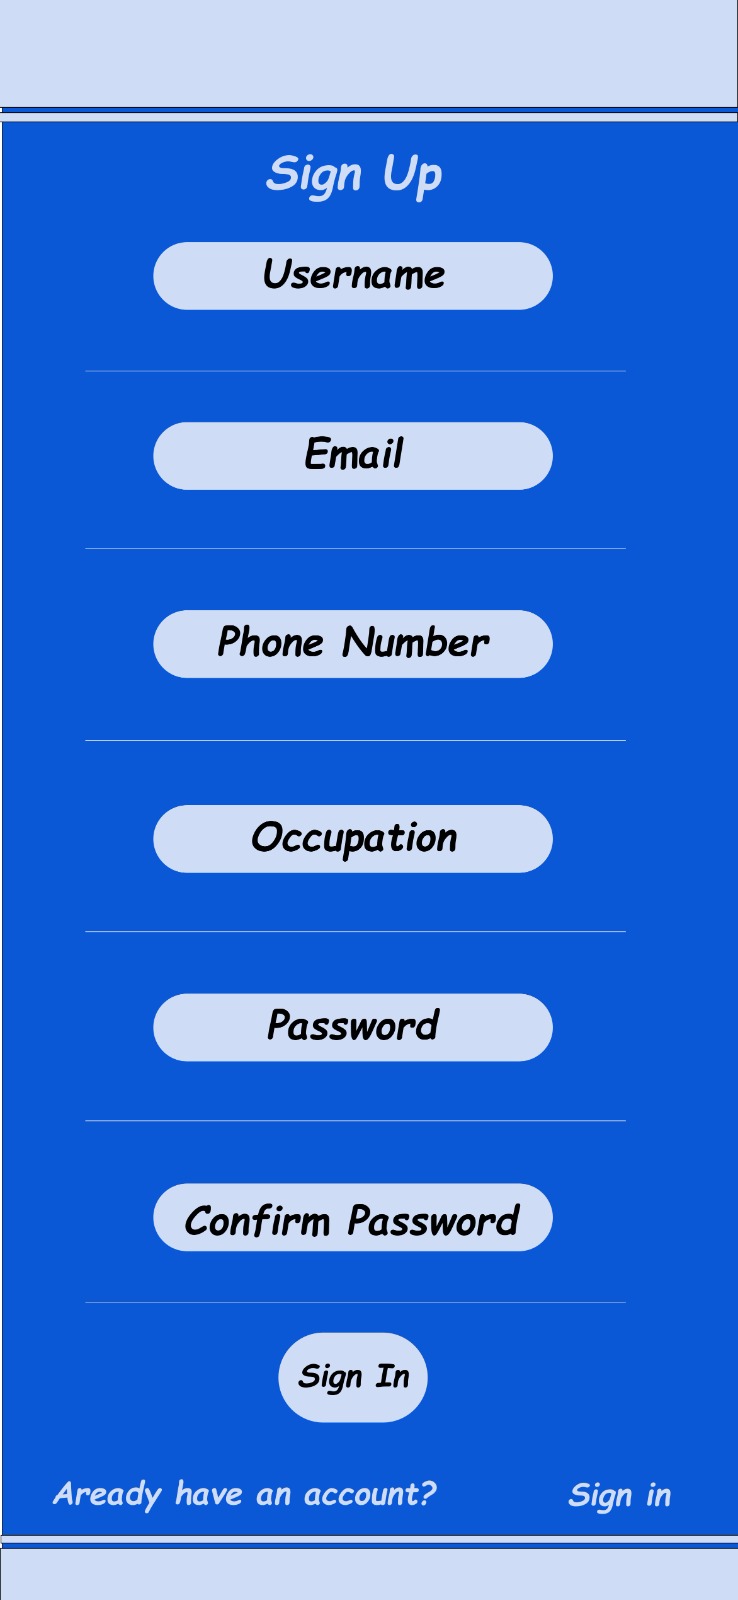 Sign Up
Username
Email
Phone Number
Occupation
Password
Confirm Password
Sign In
Aready have an account? Sign in